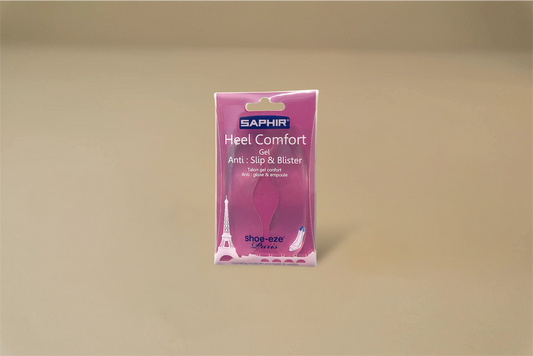 SAPHIR
Heel Comfort
Gel
Anti : Slip & Blister
Talon gel confort
Anti : glisse & ampoule
shoe-eze
Paris